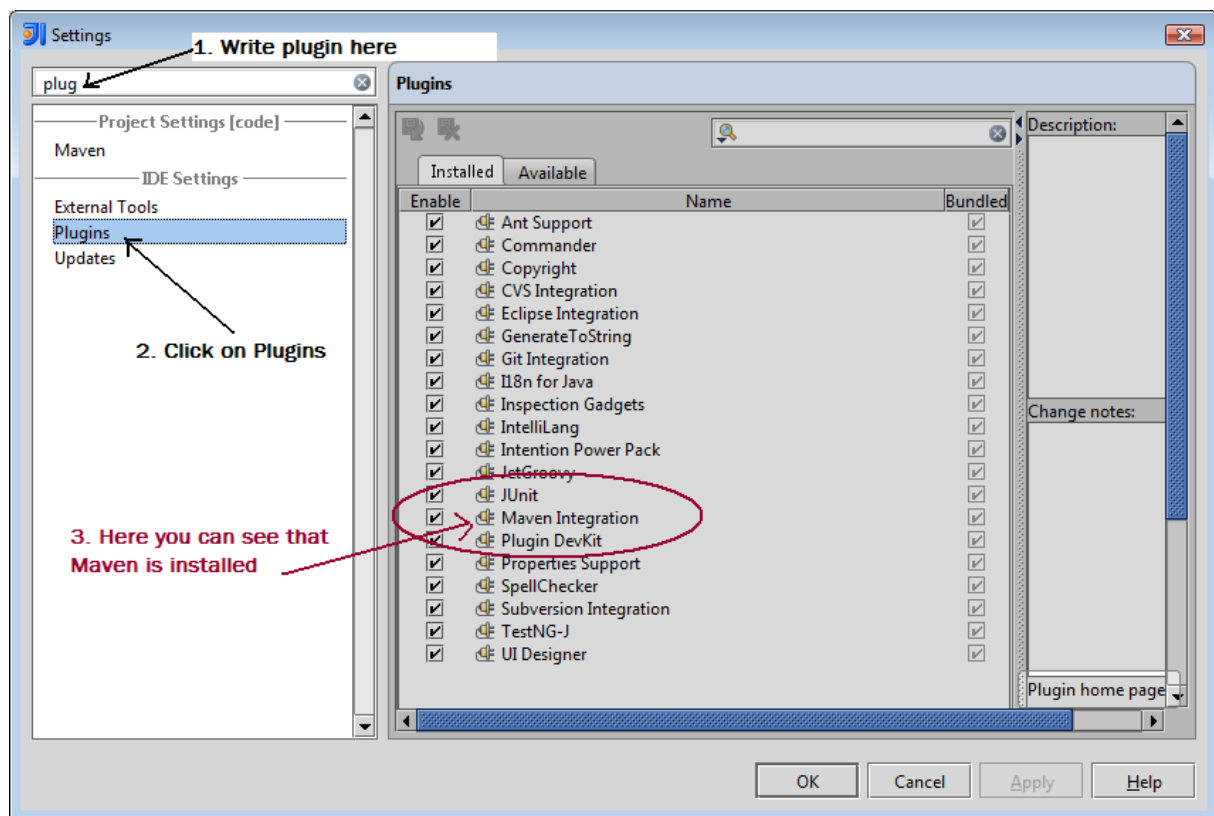 Settings
1. Write plugin here
plug
Plugins
Project Settings [code]
Maven
IDE Settings
External Tools
Plugins
Updates
2. Click on Plugins
3. Here you can see that
Maven is installed
Installed
Available
Enable
Name
Bundled
Ant Support
Commander
Copyright
CVS Integration
Eclipse Integration
GenerateToString
Git Integration
I18n for Java
Inspection Gadgets
IntelliLang
Intention Power Pack
JetGroovy
JUnit
Maven Integration
Plugin DevKit
Properties Support
SpellChecker
Subversion Integration
TestNG-J
UI Designer
Description:
Change notes:
Plugin home page
OK
Cancel
Apply
Help